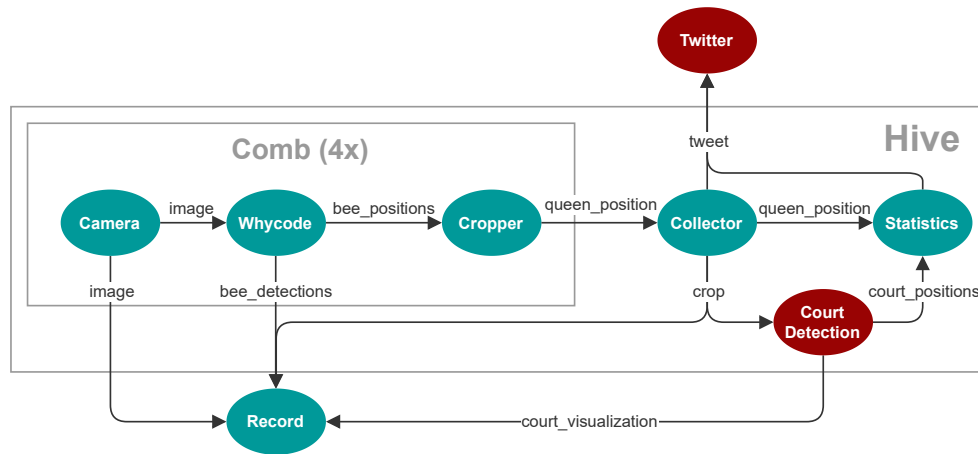 Twitter
Hive
Comb (4x)
tweet
image
bee_positions
queen_position
queen_position
Camera
Whycode
Cropper
Collector
Statistics
image
bee_detections
crop
court_positions
Court
Detection
Record
court_visualization